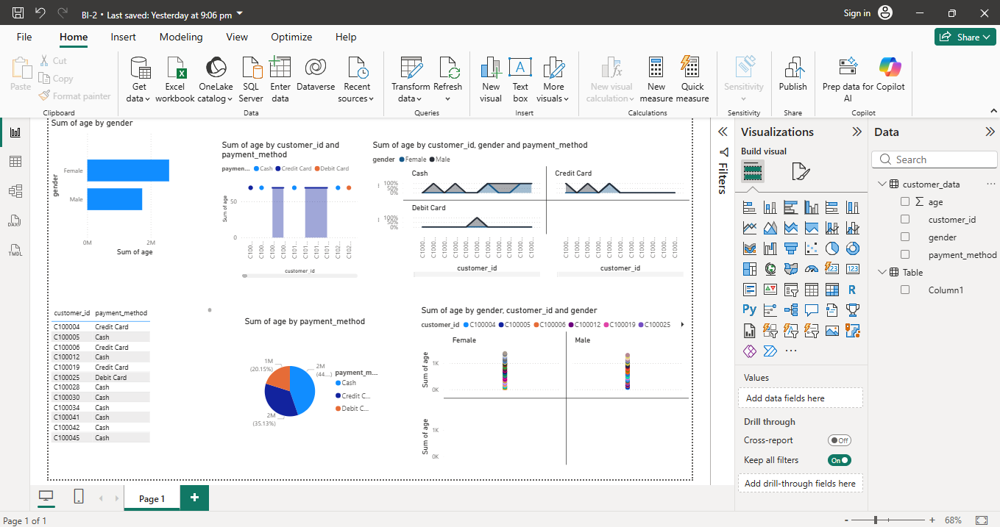 BI-2 • Last saved: Yesterday at 9:06 pm
Sign in
File Home Insert Modeling View Optimize Help
Share
Paste
Cut
Copy
Format painter
Clipboard
Get data
Excel workbook
OneLake catalog
SQL Server
Enter data
Dataverse
Recent sources
Data
Transform data
Refresh
Queries
New visual
Text box
More visuals
Insert
New visual calculation
New measure
Quick measure
Calculations
Sensitivity
Sensitivity
Publish
Share
Prep data for AI
Copilot
Copilot
Sum of age by gender
gender
Female
Male
0M 2M
Sum of age
Sum of age by customer_id and
payment_method
paymen... Cash Credit Card Debit Card
Sum of age
50
0
C100... C100... C100... C100... C101... C101... C101... C101... C102... C102...
customer_id
Sum of age by customer_id, gender and payment_method
gender Female Male
Cash
Credit Card
100%
50%
0%
Debit Card
100%
50%
0%
C100... C100... C100... C100... C100... C100... C100... C100... C100... C100... C100...
C100... C100... C100... C100... C100... C100... C100... C100... C100... C100... C100...
customer_id
customer_id
customer_id payment_method
C100004 Credit Card
C100005 Cash
C100006 Credit Card
C100012 Cash
C100019 Credit Card
C100025 Debit Card
C100028 Cash
C100030 Cash
C100034 Cash
C100041 Cash
C100042 Cash
C100045 Cash
Sum of age by payment_method
1M
(20.15%)
2M
(44....)
2M
(35.13%)
payment_m...
Cash
Credit C...
Debit C...
Sum of age by gender, customer_id and gender
customer_id C100004 C100005 C100006 C100012 C100019 C100025
Female
Male
Sum of age
1K
0K
Sum of age
1K
0K
Filters
Visualizations
Build visual
R
Py
123
123
Values
Add data fields here
Drill through
Cross-report
Off
Keep all filters
On
Add drill-through fields here
Data
Search
customer_data
age
customer_id
gender
payment_method
Table
Column1
DAX
TMDL
Page 1
Page 1 of 1
- + 68%